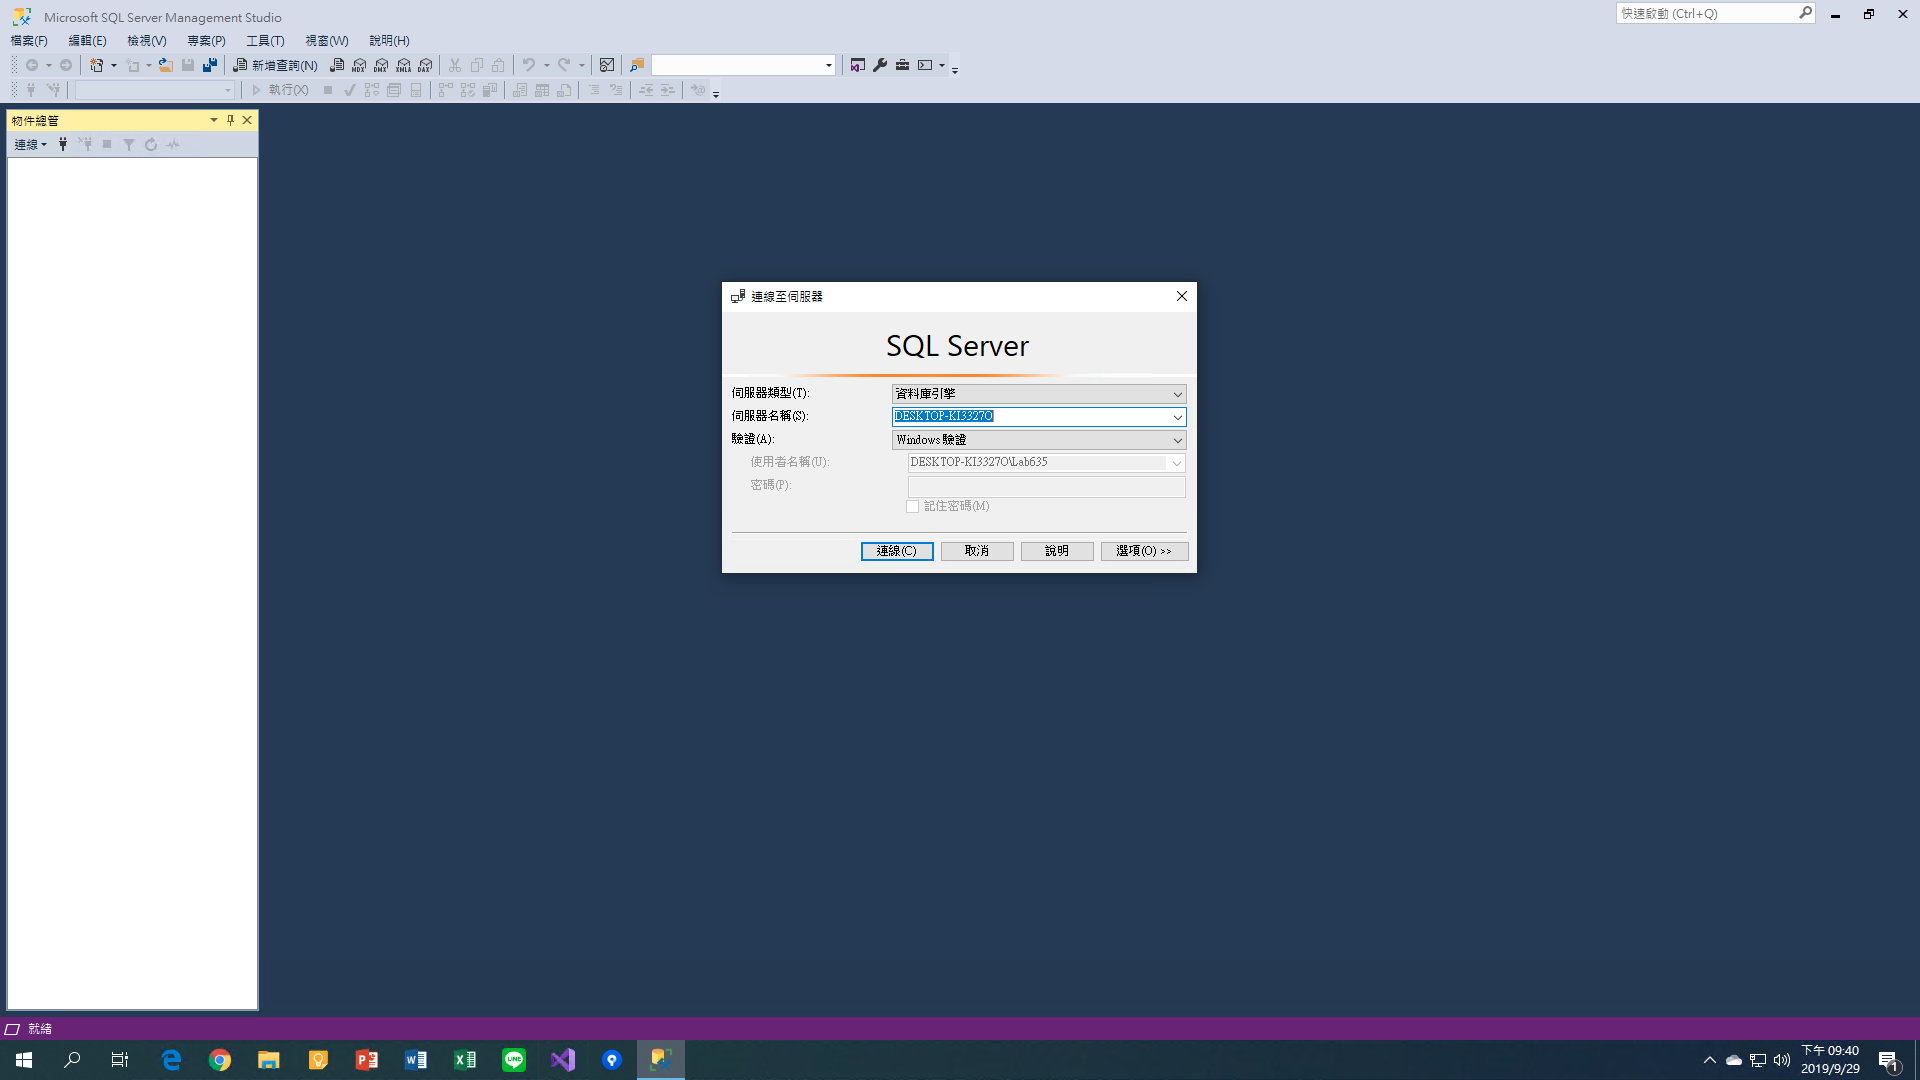 Microsoft SQL Server Management Studio
快速啟動 (Ctrl+Q)
檔案(F) 編輯(E) 檢視(V) 專案(P) 工具(T) 視窗(W) 說明(H)
新增查詢(N) MDX DMX XMLA DAX
執行(X)
物件總管
連線
連線至伺服器
SQL Server
伺服器類型(T): 資料庫引擎
伺服器名稱(S): DESKTOP-KI3327O
驗證(A): Windows 驗證
使用者名稱(U): DESKTOP-KI3327O\Lab635
密碼(P):
記住密碼(M)
連線(C) 取消 說明 選項(O) >>
就緒
下午 09:40
2019/9/29
1